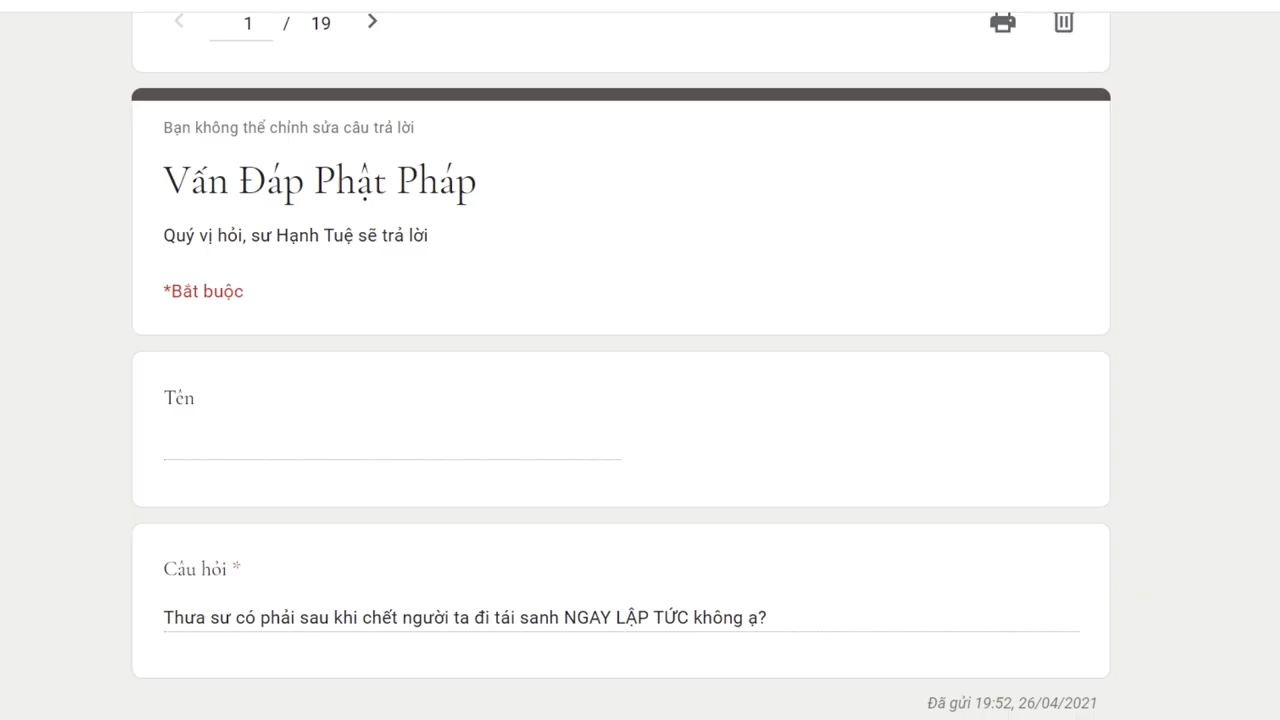 1 / 19
Bạn không thể chỉnh sửa câu trả lời
Vấn Đáp Phật Pháp
Quý vị hỏi, sư Hạnh Tuệ sẽ trả lời
*Bắt buộc
Tên
Câu hỏi *
Thưa sư có phải sau khi chết người ta đi tái sanh NGAY LẬP TỨC không ạ?
Đã gửi 19:52, 26/04/2021